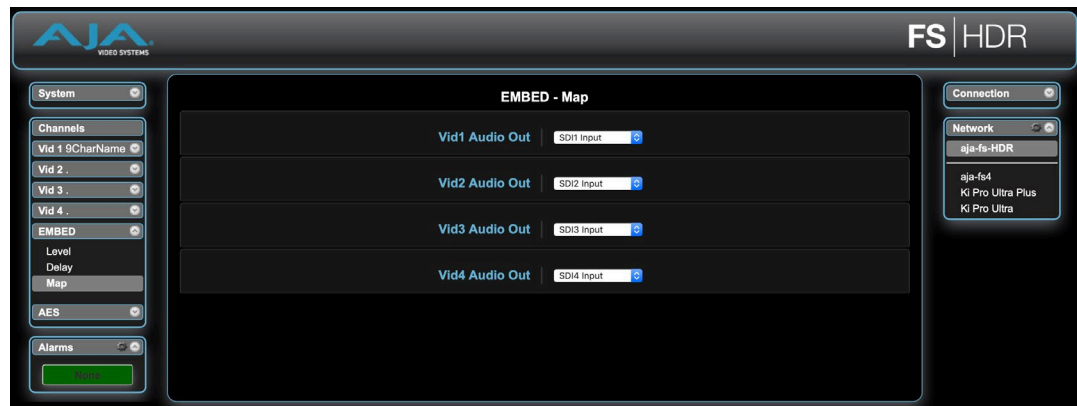 AJA
VIDEO SYSTEMS
FS|HDR
System
Channels
Vid 1 9CharName
Vid 2 .
Vid 3 .
Vid 4 .
EMBED
Level
Delay
Map
AES
Alarms
None
EMBED - Map
Vid1 Audio Out SDI1 Input
Vid2 Audio Out SDI2 Input
Vid3 Audio Out SDI3 Input
Vid4 Audio Out SDI4 Input
Connection
Network
aja-fs-HDR
aja-fs4
Ki Pro Ultra Plus
Ki Pro Ultra